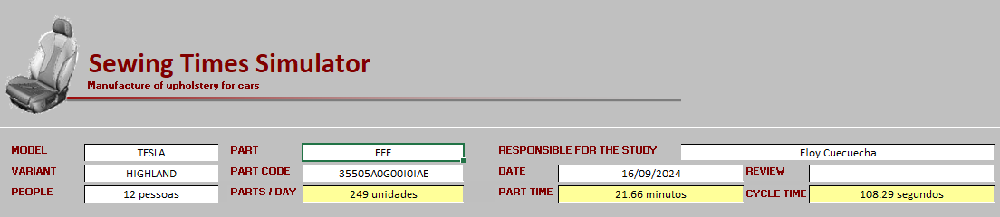 Sewing Times Simulator
Manufacture of upholstery for cars
MODEL TESLA PART EFE RESPONSIBLE FOR THE STUDY Eloy Cuecuecha
VARIANT HIGHLAND PART CODE 35505A0G00I0IAE DATE 16/09/2024 REVIEW
PEOPLE 12 pessoas PARTS / DAY 249 unidades PART TIME 21.66 minutos CYCLE TIME 108.29 segundos